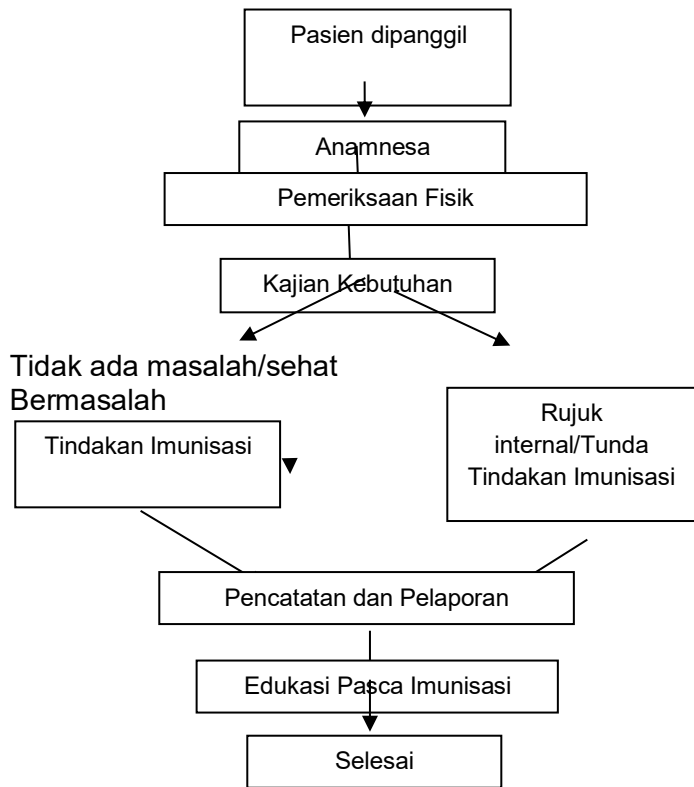 Pasien dipanggil
Anamnesa
Pemeriksaan Fisik
Kajian Kebutuhan
Tidak ada masalah/sehat
Bermasalah
Tindakan Imunisasi
Rujuk
internal/Tunda
Tindakan Imunisasi
Pencatatan dan Pelaporan
Edukasi Pasca Imunisasi
Selesai